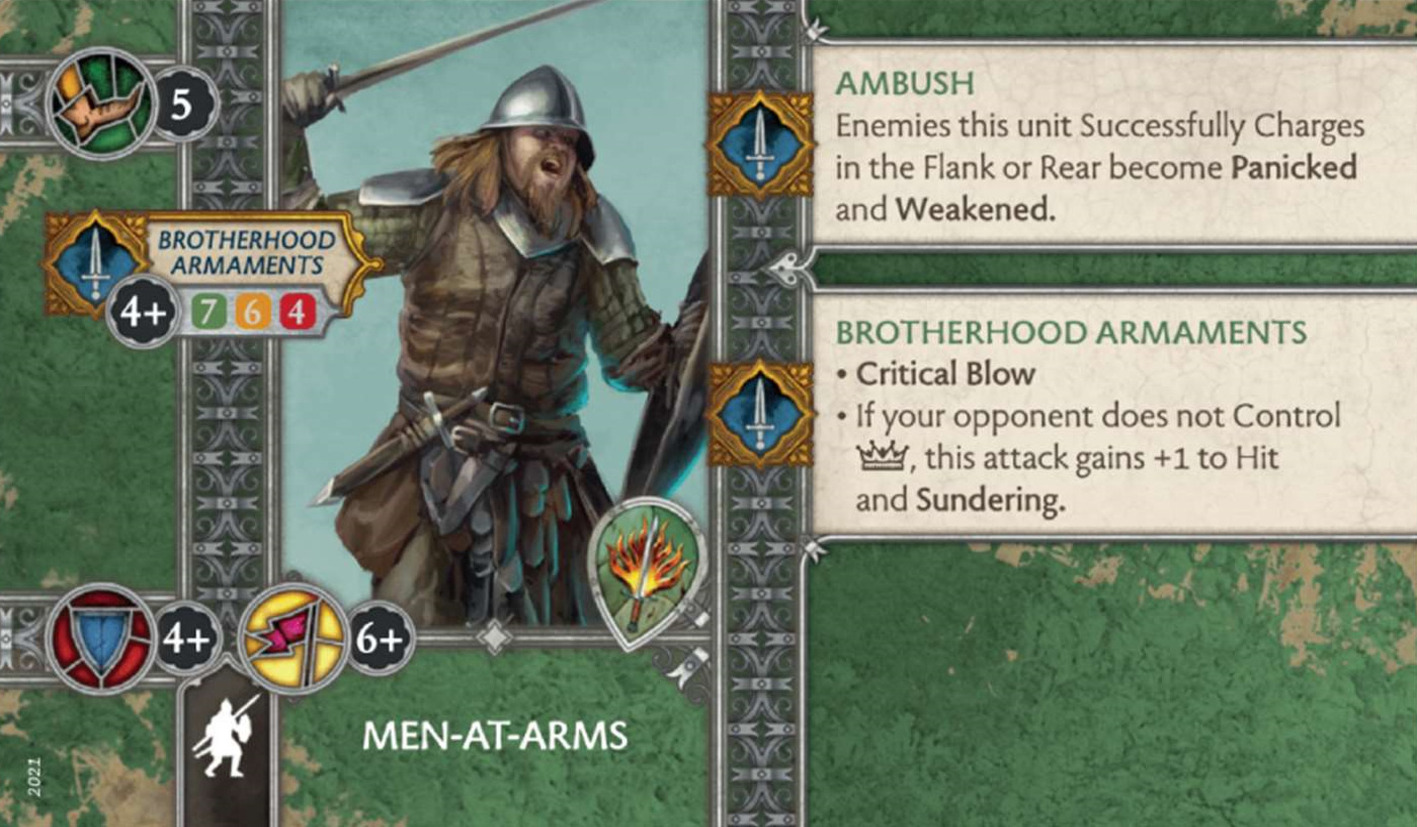 5
BROTHERHOOD
ARMAMENTS
4+ 7 6 4
4+ 6+
MEN-AT-ARMS
2021
AMBUSH
Enemies this unit Successfully Charges
in the Flank or Rear become Panicked
and Weakened.
BROTHERHOOD ARMAMENTS
• Critical Blow
• If your opponent does not Control
, this attack gains +1 to Hit
and Sundering.